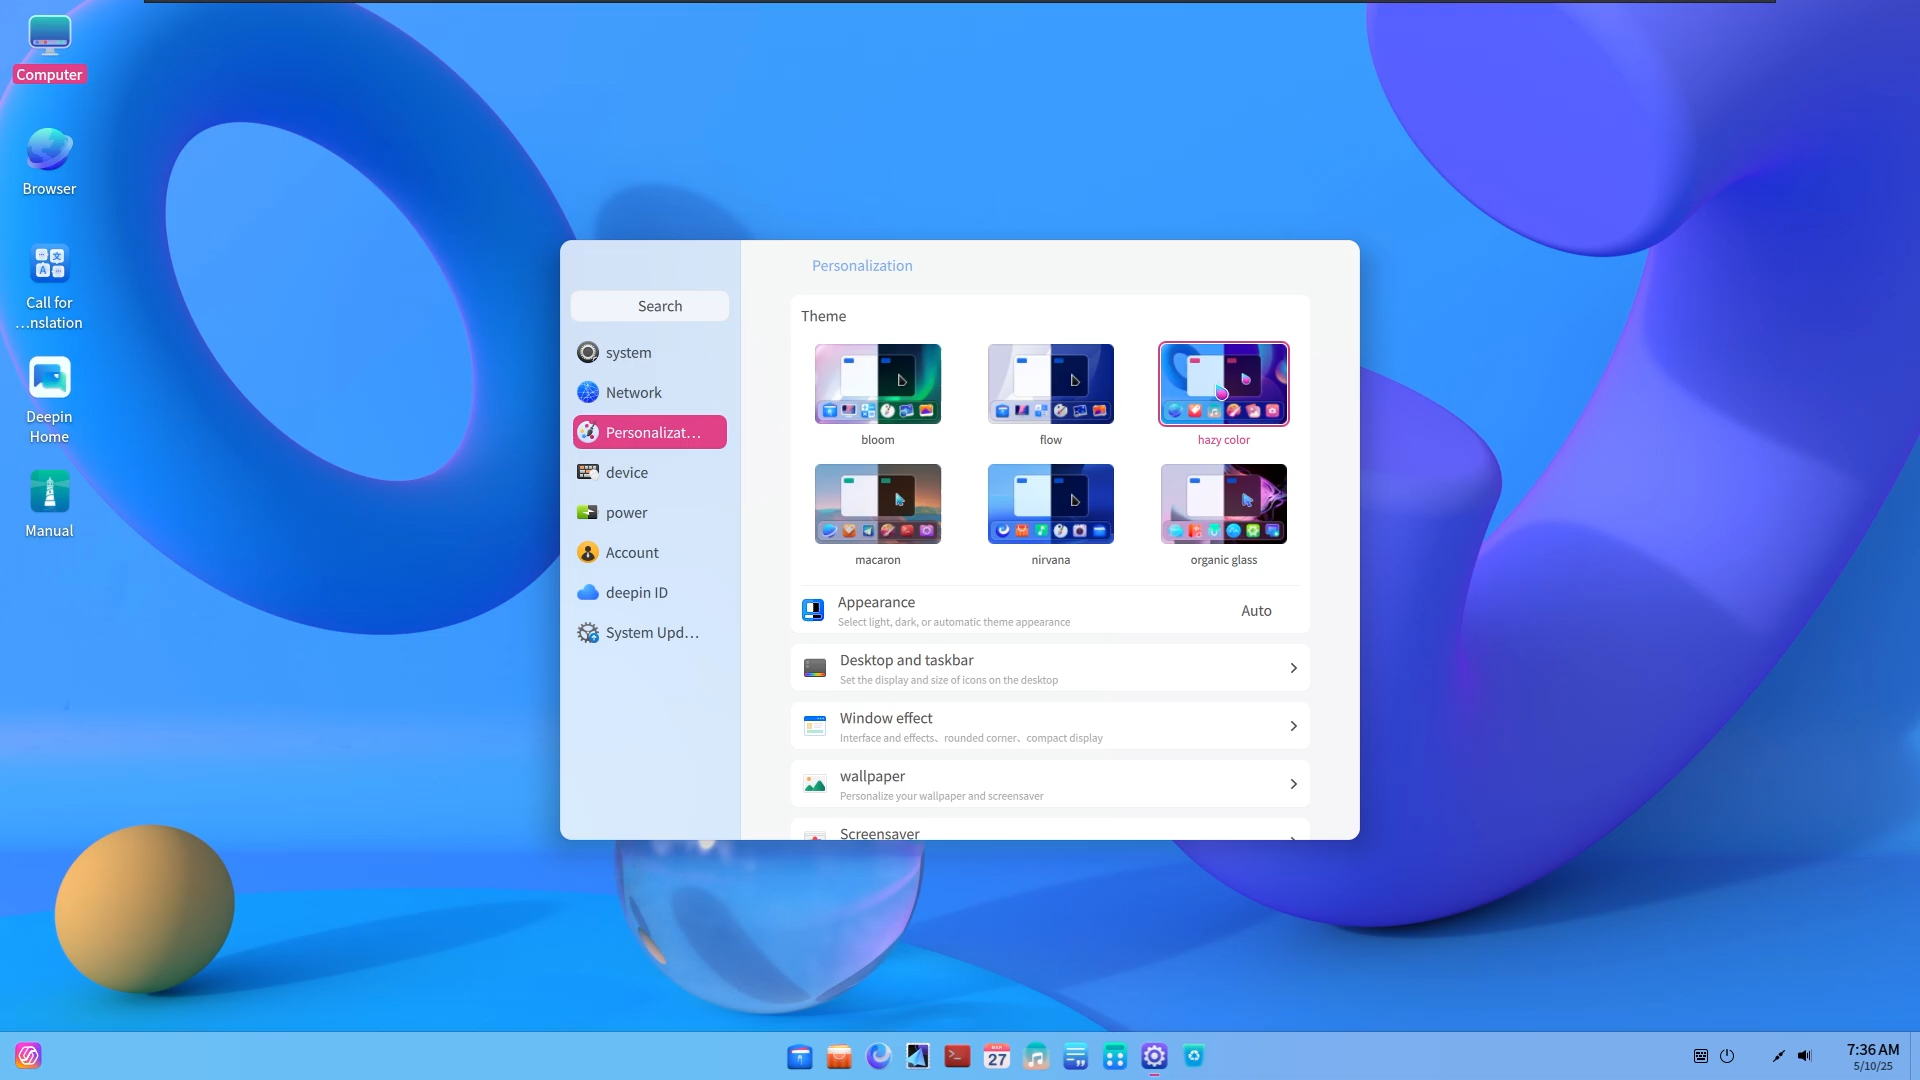 Computer
Browser
Call for
...nslation
Deepin
Home
Manual
Personalization
Search
system
Network
Personalizat...
device
power
Account
deepin ID
System Upd...
Theme
bloom
flow
hazy color
macaron
nirvana
organic glass
Appearance
Select light, dark, or automatic theme appearance
Auto
Desktop and taskbar
Set the display and size of icons on the desktop
Window effect
Interface and effects、rounded corner、compact display
wallpaper
Personalize your wallpaper and screensaver
Screensaver
27
7:36 AM
5/10/25